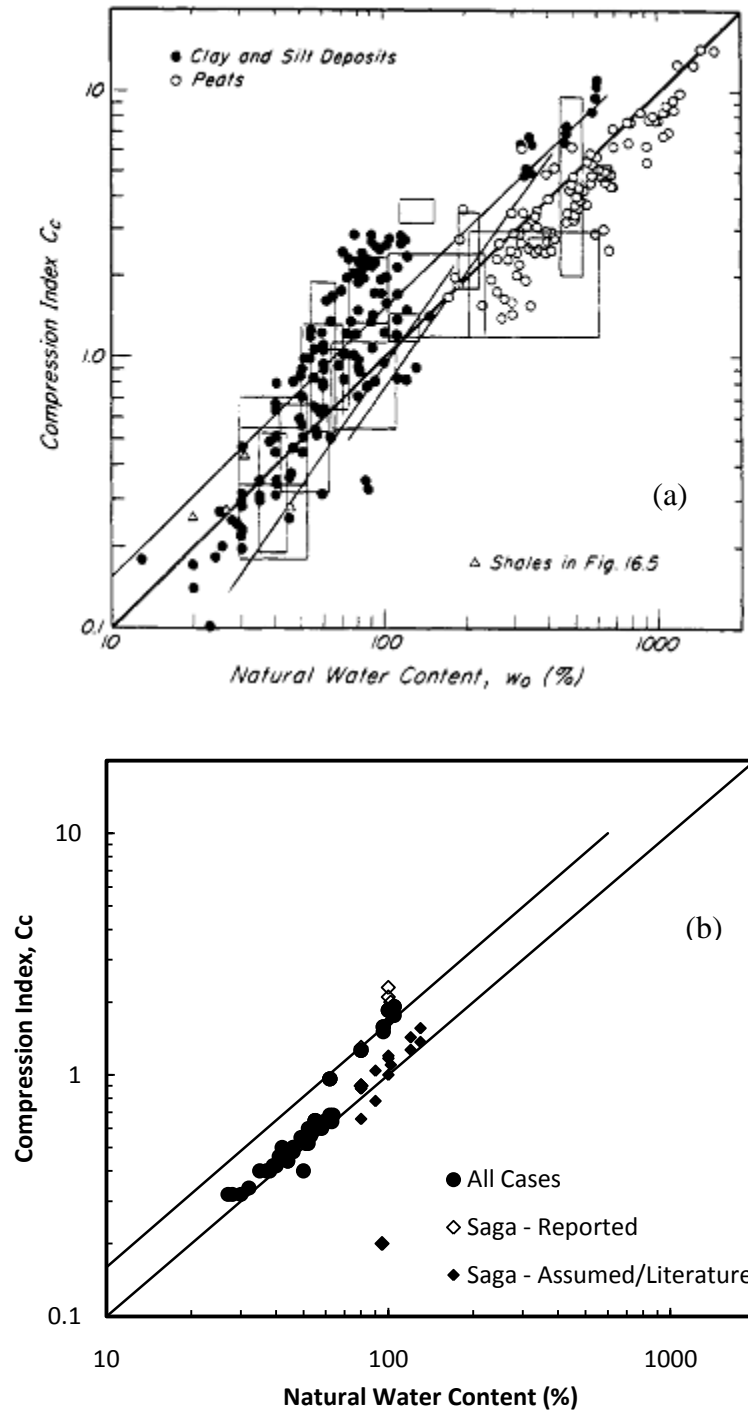 Clay and Silt Deposits
Peats
10
1.0
0.1
Compression Index Cc
(a)
Shales in Fig. 16.5
10
100
1000
Natural Water Content, wo (%)
10
1
0.1
Compression Index, Cc
(b)
All Cases
Saga - Reported
Saga - Assumed/Literature
10
100
1000
Natural Water Content (%)